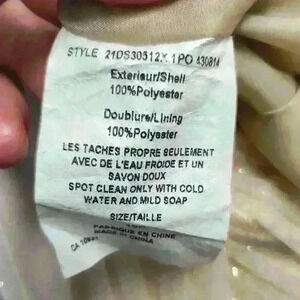 STYLE 21DS30512X 1PO 430814
Exterieur/Shell
100%Polyester
Doublure/Lining
100%Polyester
LES TACHES PROPRE SEULEMENT
AVEC DE L'EAU FROIDE ET UN
SAVON DOUX
SPOT CLEAN ONLY WITH COLD
WATER AND MILD SOAP
SIZE/TAILLE
FABRIQUE EN CHINE
MADE IN CHINA
CA